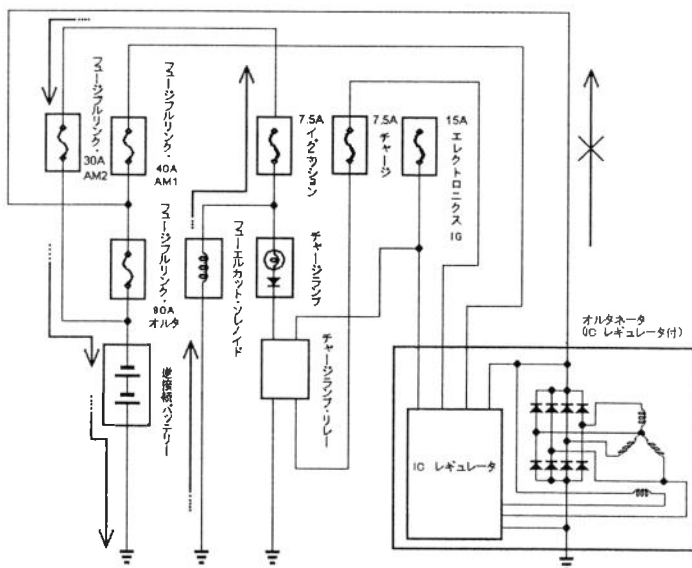 フュージブルリンク・
30A
AM2
フュージブルリンク・
40A
AM1
7.5A
イグニッション
7.5A
チャージ
15A
エレクトロニクス
IG
フュージブルリンク・
90A
オルタ
フューエルカット・ソレノイド
チャージランプ
逆接続バッテリー
チャージランプ・リレー
オルタネータ
(IC レギュレータ付)
IC レギュレータ